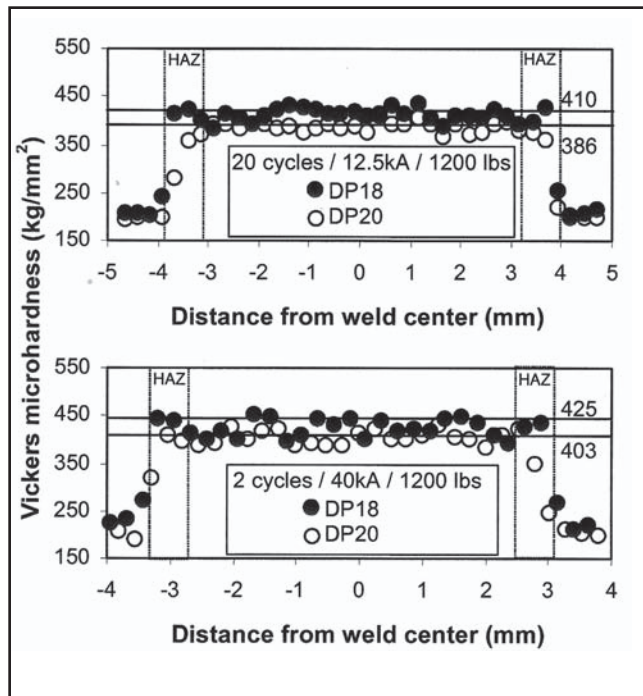 Vickers microhardness (kg/mm²)
550
450
350
250
150
HAZ
HAZ
410
386
20 cycles / 12.5kA / 1200 lbs
DP18
DP20
-5 -4 -3 -2 -1 0 1 2 3 4 5
Distance from weld center (mm)
550
450
350
250
150
HAZ
HAZ
425
403
2 cycles / 40kA / 1200 lbs
DP18
DP20
-4 -3 -2 -1 0 1 2 3 4
Distance from weld center (mm)